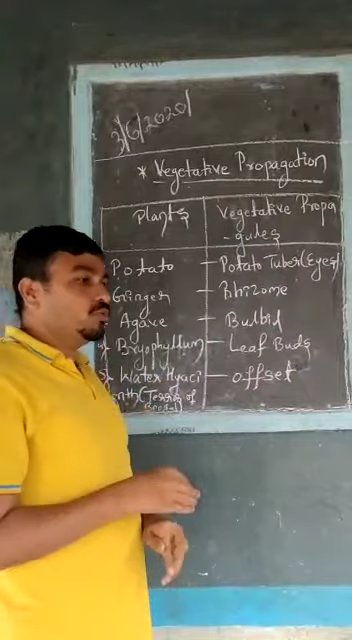 3/6/2021
* Vegetative Propagation
Plants Vegetative Propa
- gules
Potato - Potato Tuber (Eyes)
Ginger - Rhizome
Agave - Bulbil
Bryophyllum - Leaf Buds
Water Hyaci - offset
nth (Terror of
Bengal)